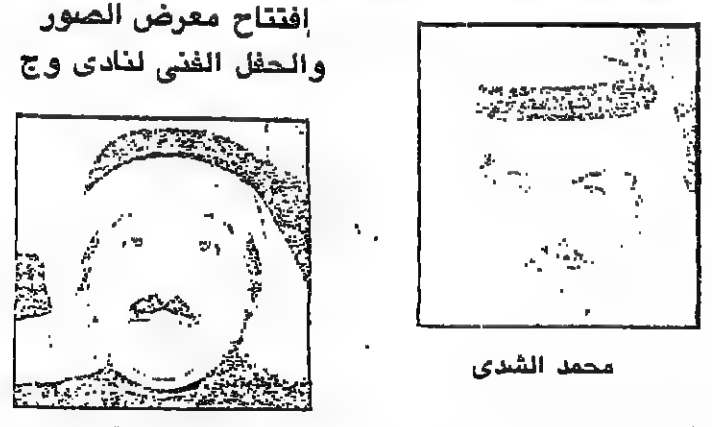 إفتتاح معرض الصور
والحفل الفنى لنادى وج
محمد الشدى